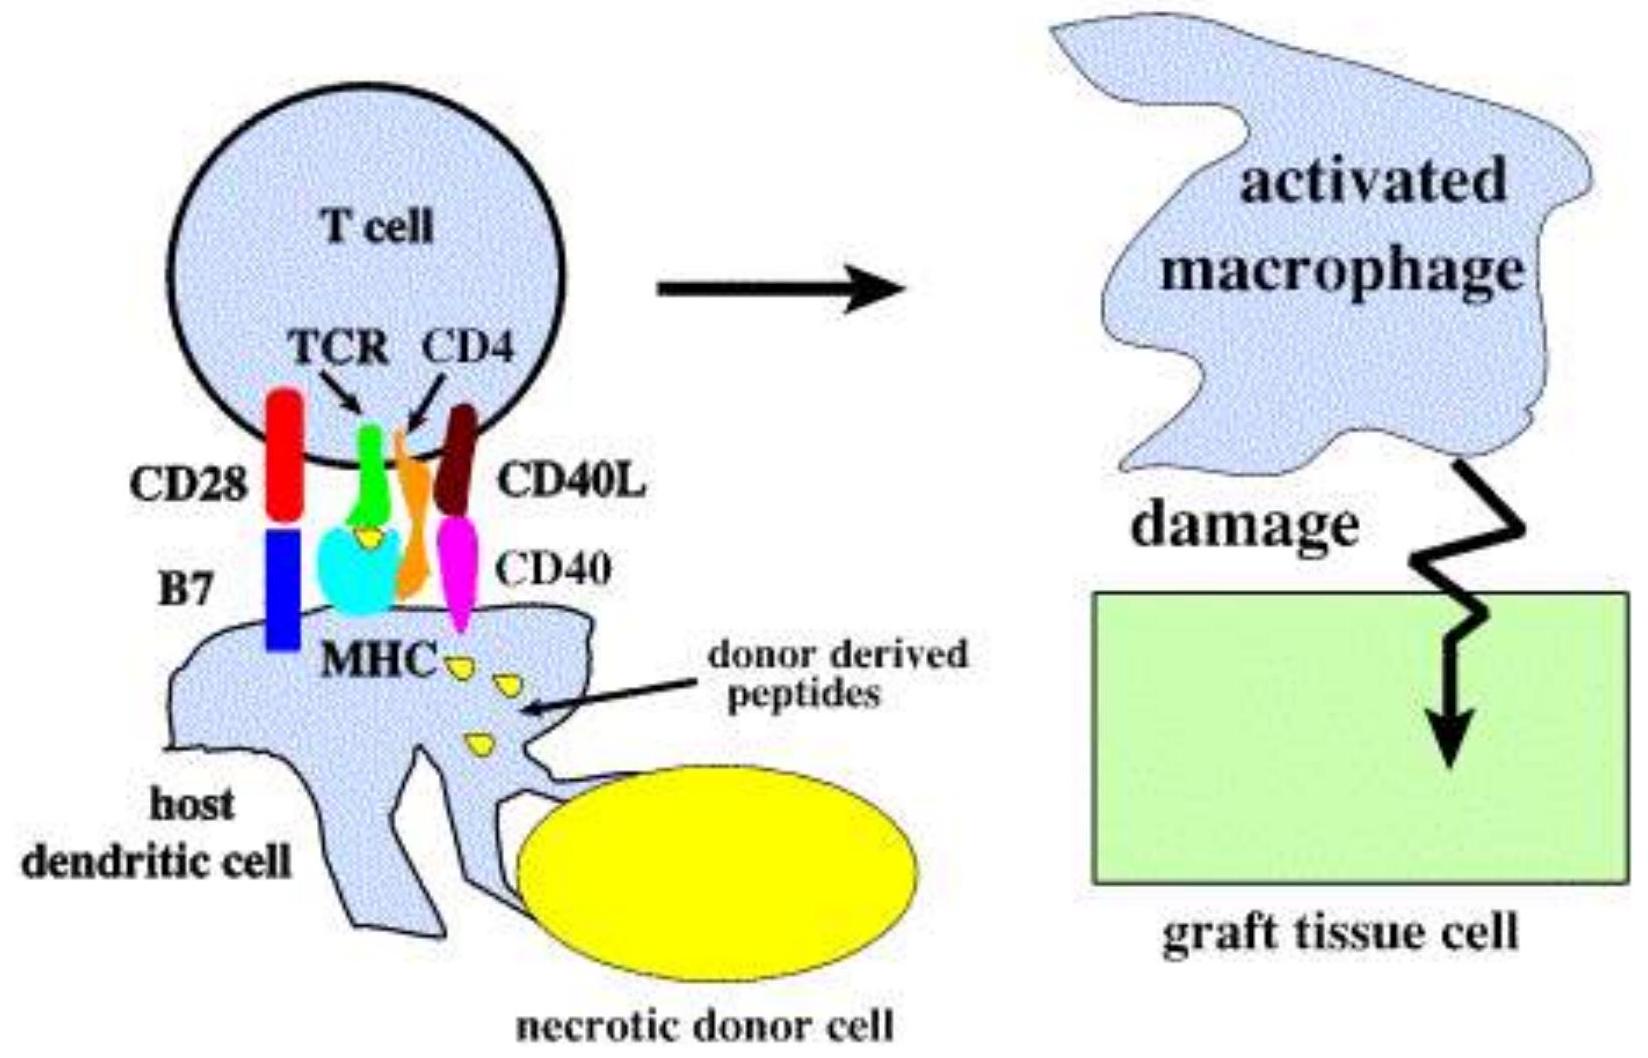 T cell
TCR CD4
CD28
CD40L
B7
CD40
MHC
donor derived
peptides
host
dendritic cell
necrotic donor cell
activated
macrophage
damage
graft tissue cell